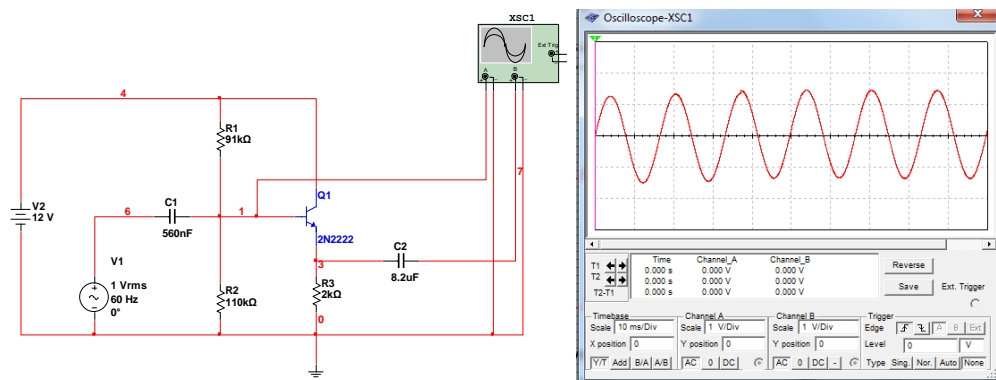 XSC1
Ext Trig
+
A B
+ - + -
4
R1
91kΩ
7
Q1
V2
12 V
6
C1
1
560nF
2N2222
3
C2
V1
8.2uF
1 Vrms
60 Hz
0°
R2
110kΩ
R3
2kΩ
0
Oscilloscope-XSC1
Time Channel_A Channel_B
T1 0.000 s 0.000 V 0.000 V
T2 0.000 s 0.000 V 0.000 V
T2-T1 0.000 s 0.000 V 0.000 V
Reverse
Save
Ext. Trigger
Timebase
Scale 10 ms/Div
X position 0
Y/T Add B/A A/B
Channel A
Scale 1 V/Div
Y position 0
AC 0 DC
Channel B
Scale 1 V/Div
Y position 0
AC 0 DC -
Trigger
Edge A B Ext
Level 0 V
Type Sing. Nor. Auto None